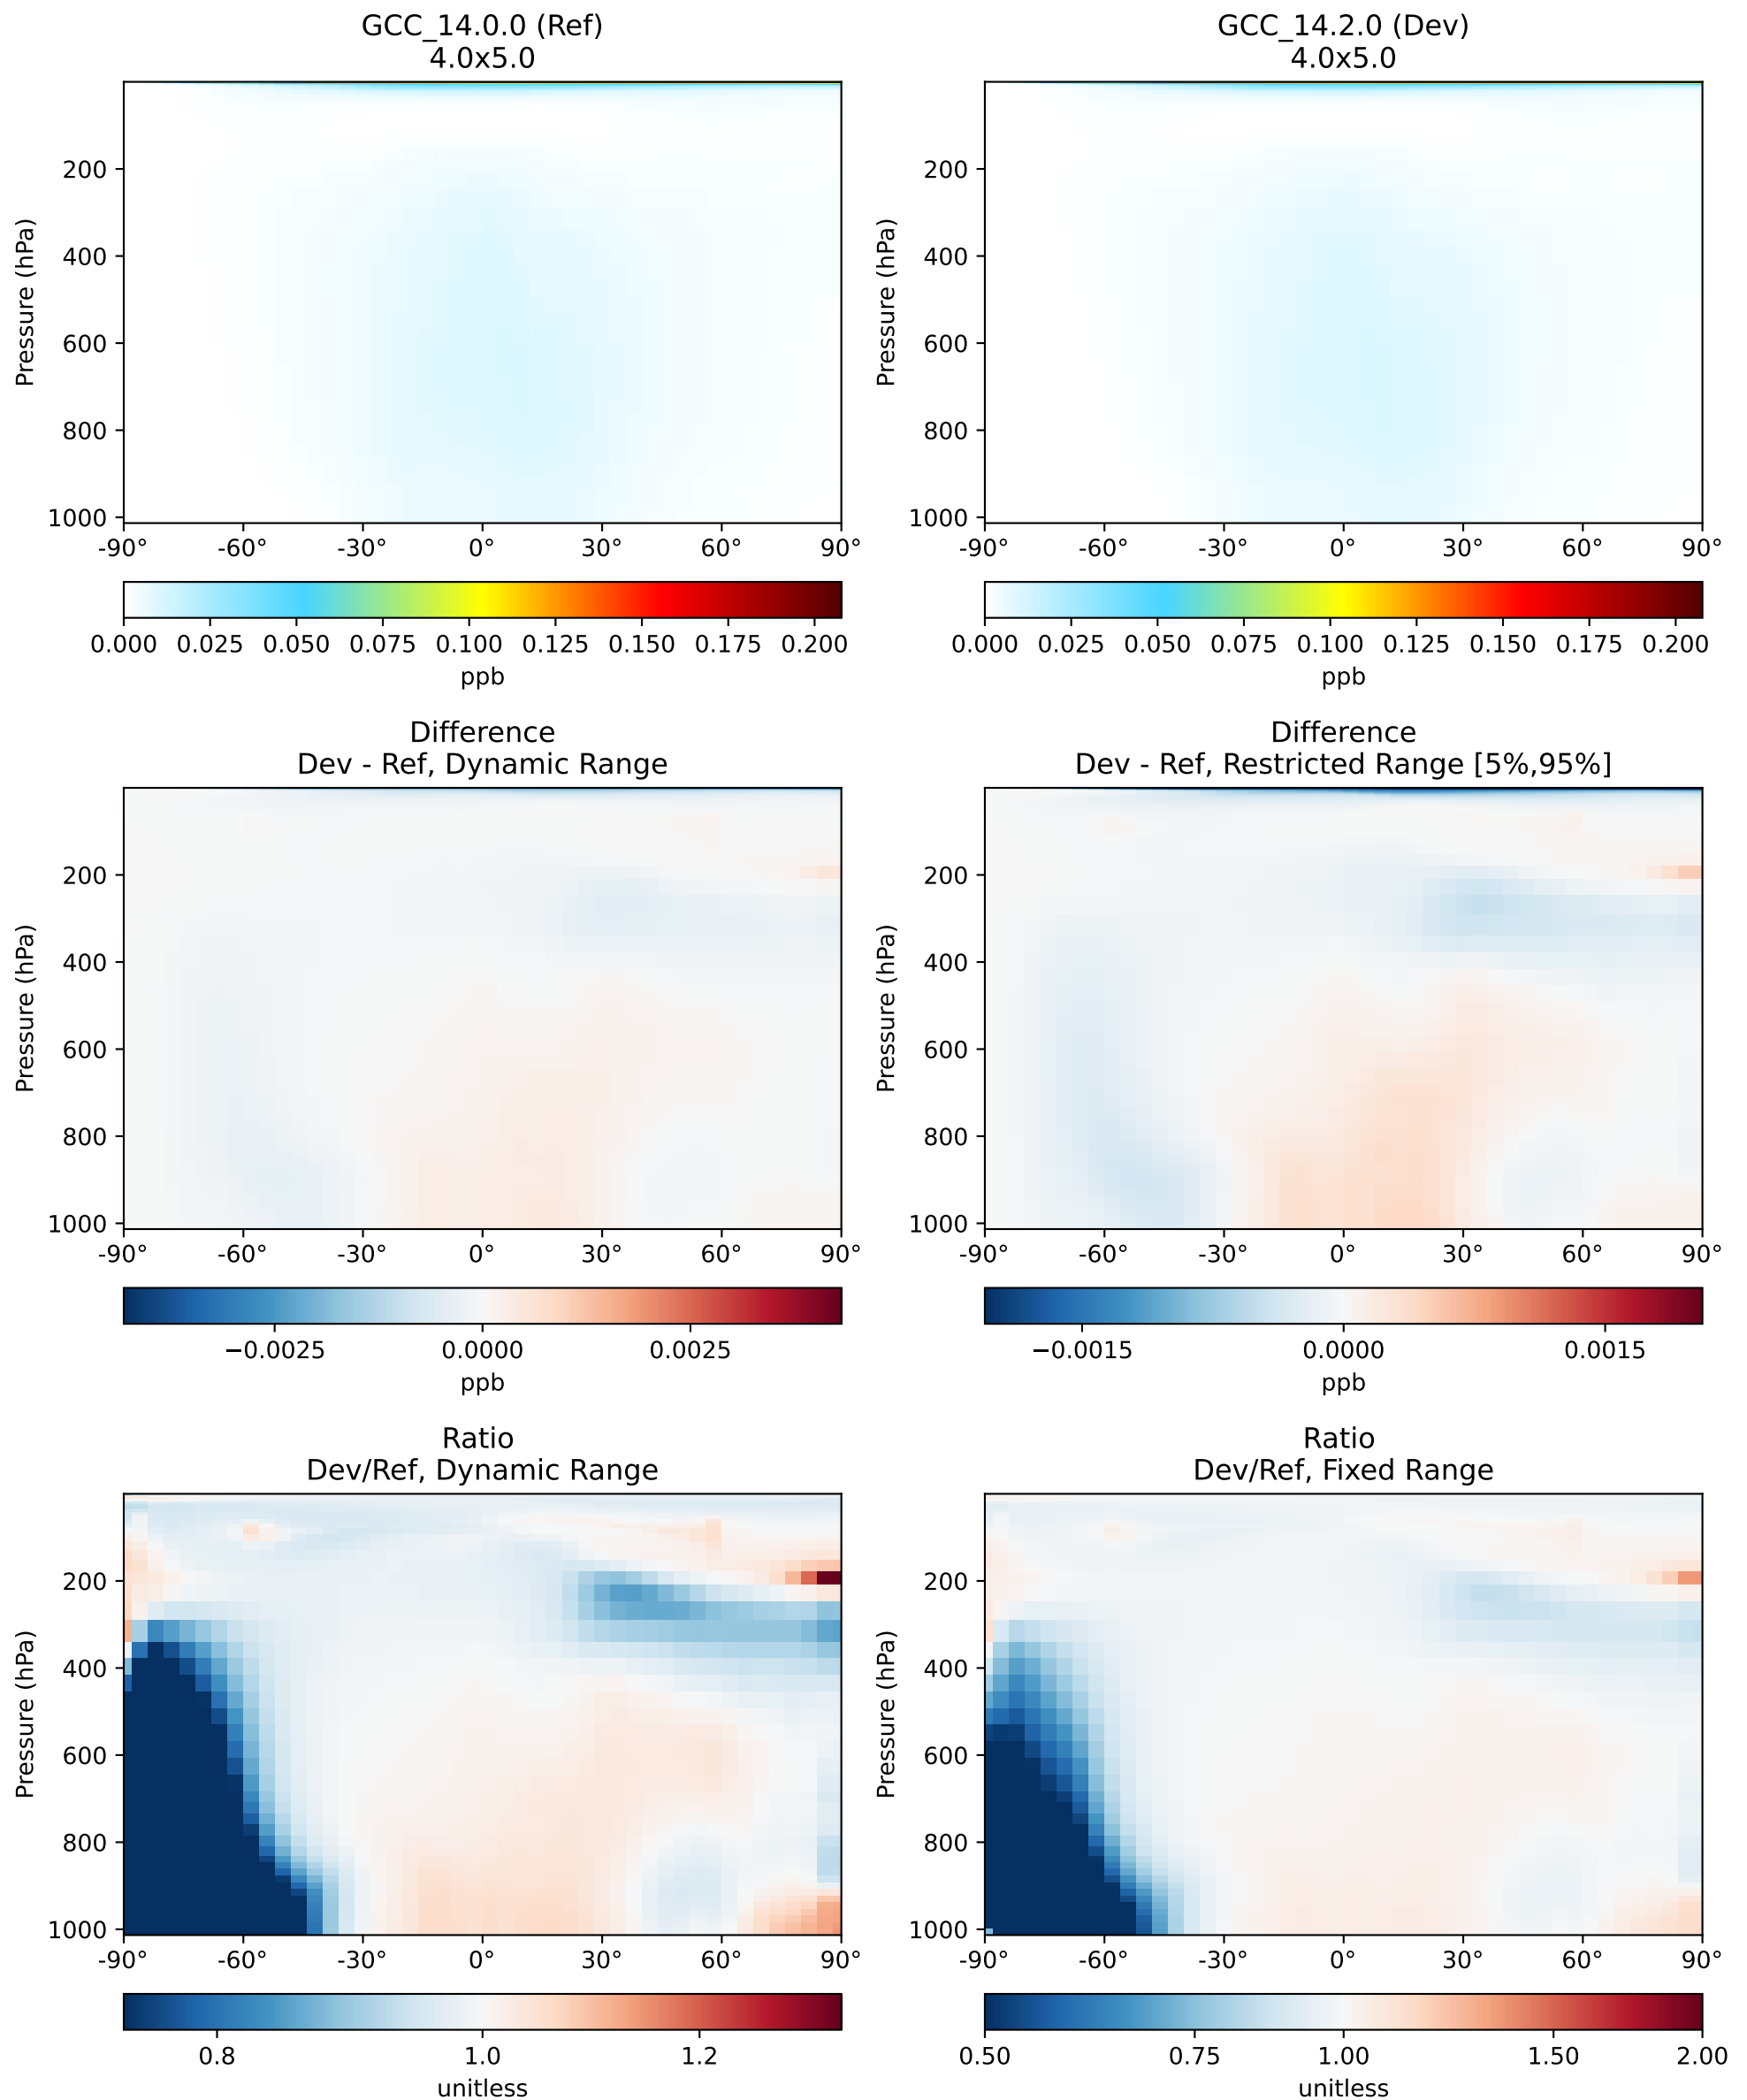 GCC_14.0.0 (Ref)
4.0x5.0
Pressure (hPa)
200
400
600
800
1000
-90° -60° -30° 0° 30° 60° 90°
0.000 0.025 0.050 0.075 0.100 0.125 0.150 0.175 0.200
ppb
GCC_14.2.0 (Dev)
4.0x5.0
Pressure (hPa)
200
400
600
800
1000
-90° -60° -30° 0° 30° 60° 90°
0.000 0.025 0.050 0.075 0.100 0.125 0.150 0.175 0.200
ppb
Difference
Dev - Ref, Dynamic Range
Pressure (hPa)
200
400
600
800
1000
-90° -60° -30° 0° 30° 60° 90°
−0.0025 0.0000 0.0025
ppb
Difference
Dev - Ref, Restricted Range [5%,95%]
Pressure (hPa)
200
400
600
800
1000
-90° -60° -30° 0° 30° 60° 90°
−0.0015 0.0000 0.0015
ppb
Ratio
Dev/Ref, Dynamic Range
Pressure (hPa)
200
400
600
800
1000
-90° -60° -30° 0° 30° 60° 90°
0.8 1.0 1.2
unitless
Ratio
Dev/Ref, Fixed Range
Pressure (hPa)
200
400
600
800
1000
-90° -60° -30° 0° 30° 60° 90°
0.50 0.75 1.00 1.50 2.00
unitless